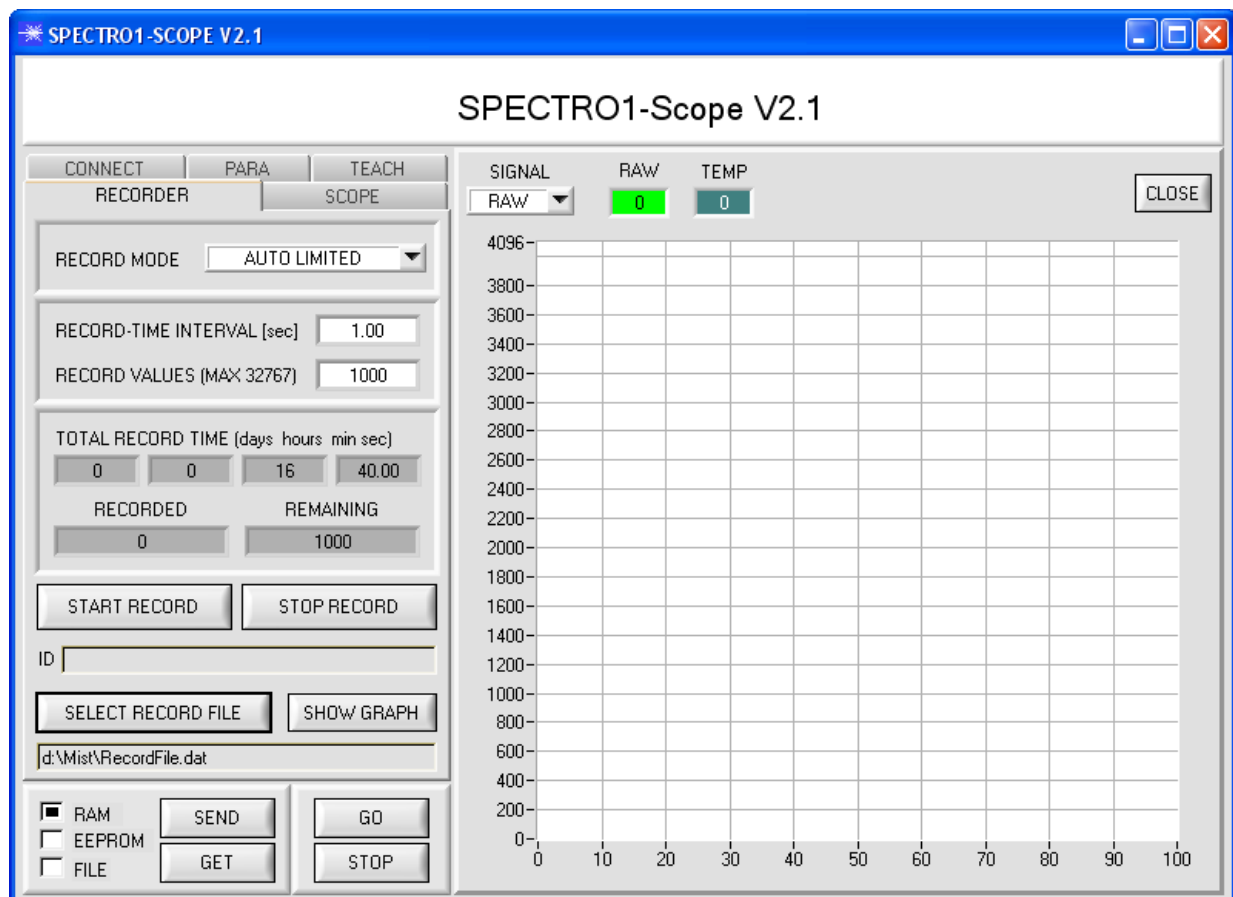 SPECTRO1-SCOPE V2.1
SPECTRO1-Scope V2.1
CONNECT PARA TEACH
RECORDER SCOPE
RECORD MODE AUTO LIMITED
RECORD-TIME INTERVAL [sec] 1.00
RECORD VALUES (MAX 32767) 1000
TOTAL RECORD TIME (days hours min sec)
0 0 16 40.00
RECORDED REMAINING
0 1000
START RECORD STOP RECORD
ID
SELECT RECORD FILE SHOW GRAPH
d:\Mist\RecordFile.dat
RAM
EEPROM
FILE
SEND
GET
GO
STOP
SIGNAL RAW TEMP
RAW 0 0
CLOSE
4096
3800
3600
3400
3200
3000
2800
2600
2400
2200
2000
1800
1600
1400
1200
1000
800
600
400
200
0
0 10 20 30 40 50 60 70 80 90 100